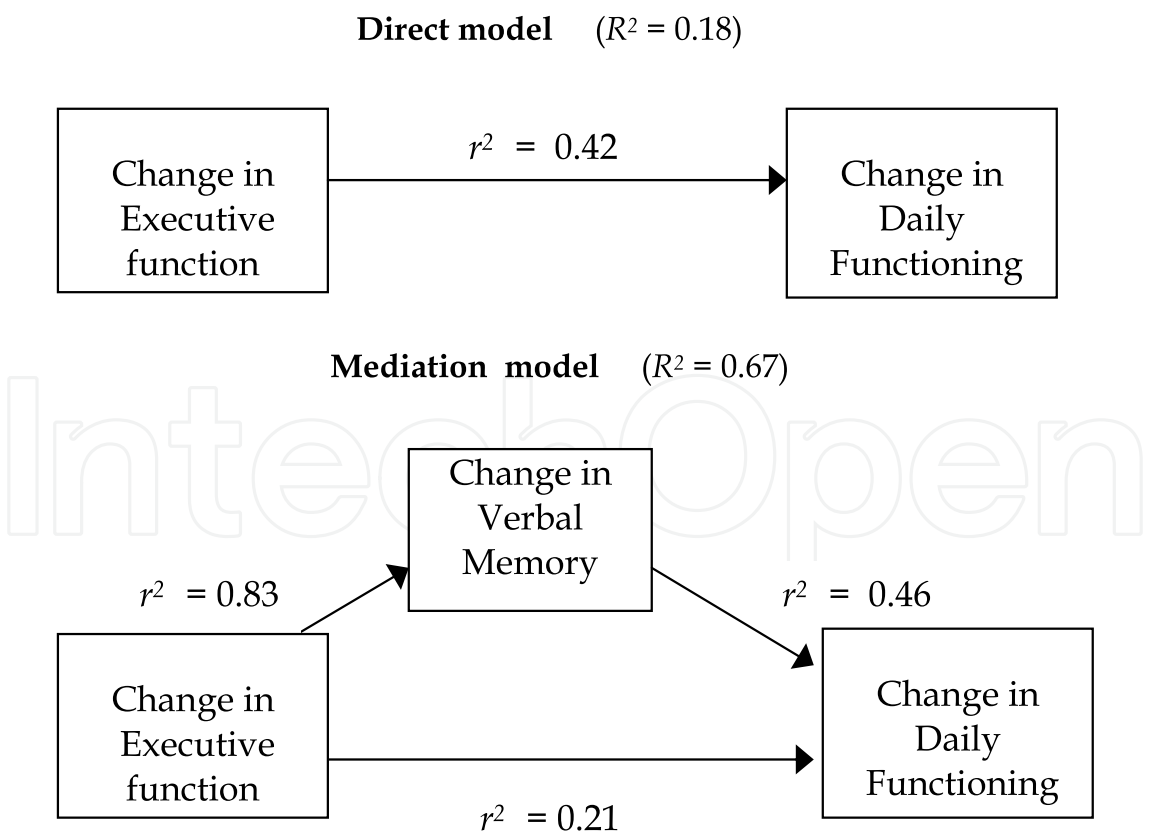 Direct model (R² = 0.18)
r² = 0.42
Change in
Executive
function
Change in
Daily
Functioning
Mediation model (R² = 0.67)
IntechOpen
Change in
Verbal
Memory
r² = 0.83
r² = 0.46
Change in
Executive
function
Change in
Daily
Functioning
r² = 0.21